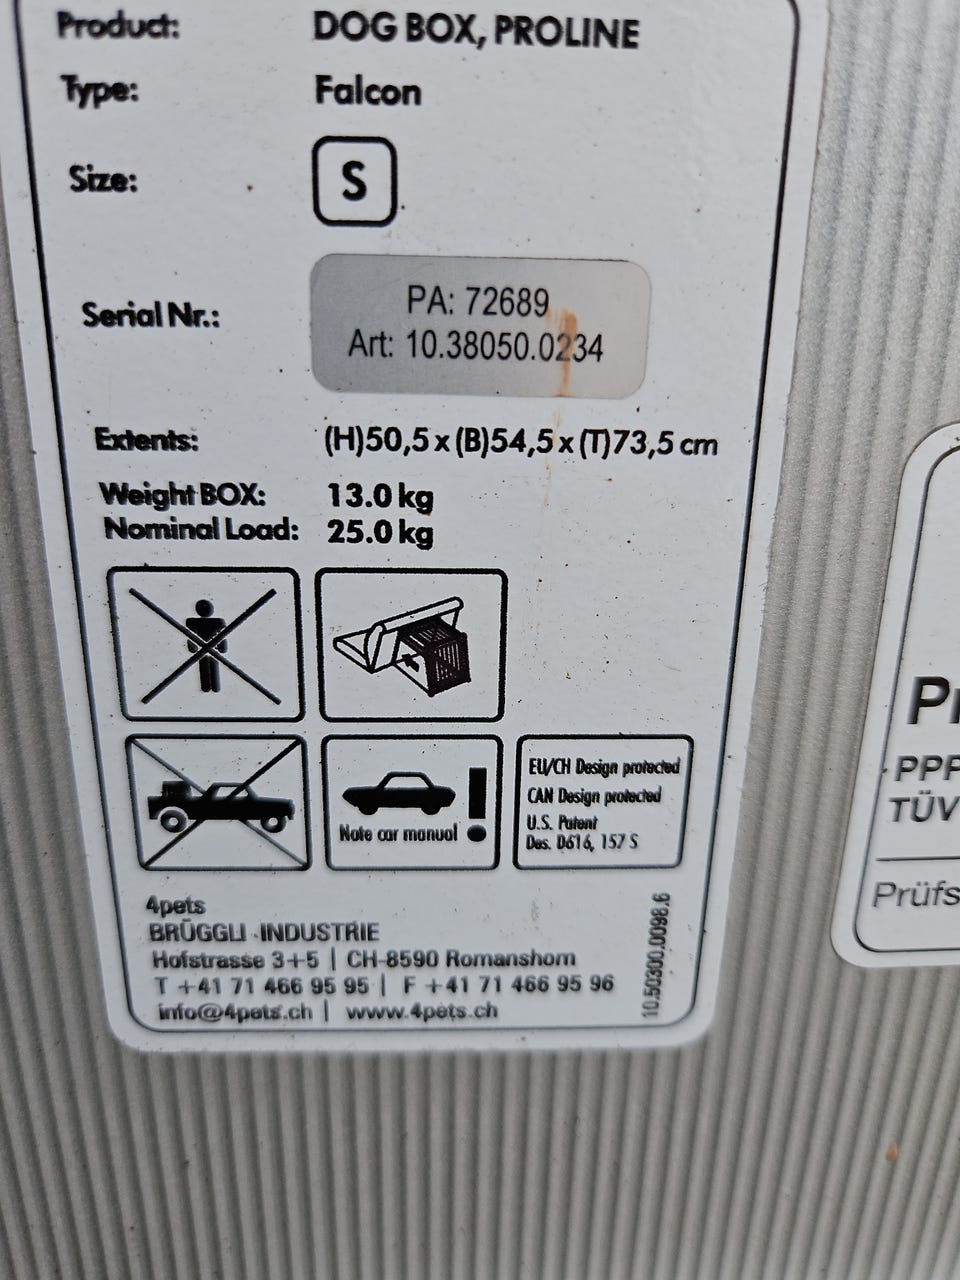 Product: DOG BOX, PROLINE
Type: Falcon
Size: S
Serial Nr.: PA: 72689
Art: 10.38050.0234
Extents: (H)50,5 x (B)54,5 x (T)73,5 cm
Weight BOX: 13.0 kg
Nominal Load: 25.0 kg
Note car manual
EU/CH Design protected
CAN Design protected
U.S. Patent
Des. D616, 157 S
4pets
BRÜGGLI INDUSTRIE
Hofstrasse 3+5 | CH-8590 Romanshorn
T +41 71 466 95 95 | F +41 71 466 95 96
info@4pets.ch | www.4pets.ch
10.50300.0098.6
Pr
PPP
TÜV
Prüfs